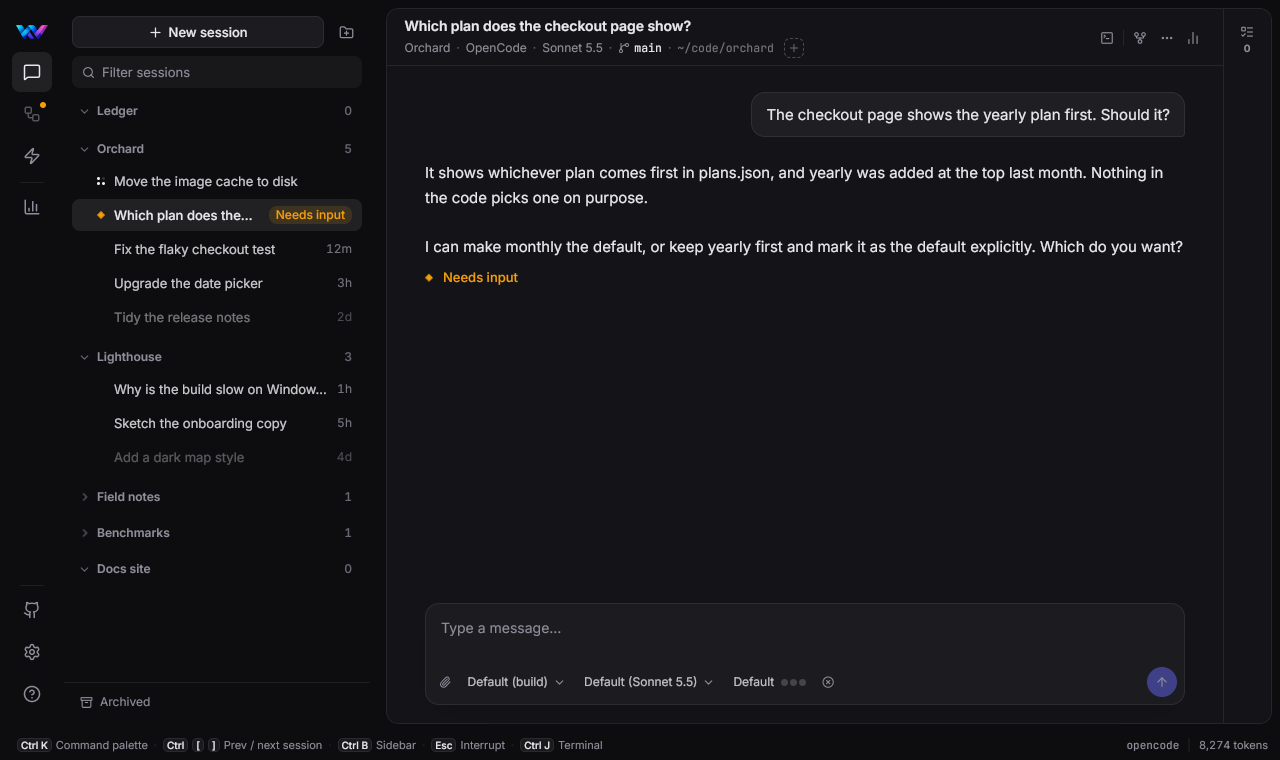 New session
Filter sessions
Ledger 0
Orchard 5
Move the image cache to disk
Which plan does the... Needs input
Fix the flaky checkout test 12m
Upgrade the date picker 3h
Tidy the release notes 2d
Lighthouse 3
Why is the build slow on Window... 1h
Sketch the onboarding copy 5h
Add a dark map style 4d
Field notes 1
Benchmarks 1
Docs site 0
Archived
Which plan does the checkout page show?
Orchard · OpenCode · Sonnet 5.5 · main · ~/code/orchard
0
The checkout page shows the yearly plan first. Should it?
It shows whichever plan comes first in plans.json, and yearly was added at the top last month. Nothing in
the code picks one on purpose.
I can make monthly the default, or keep yearly first and mark it as the default explicitly. Which do you want?
Needs input
Type a message...
Default (build) Default (Sonnet 5.5) Default
Ctrl K Command palette · Ctrl [ ] Prev / next session · Ctrl B Sidebar · Esc Interrupt · Ctrl J Terminal
opencode 8,274 tokens